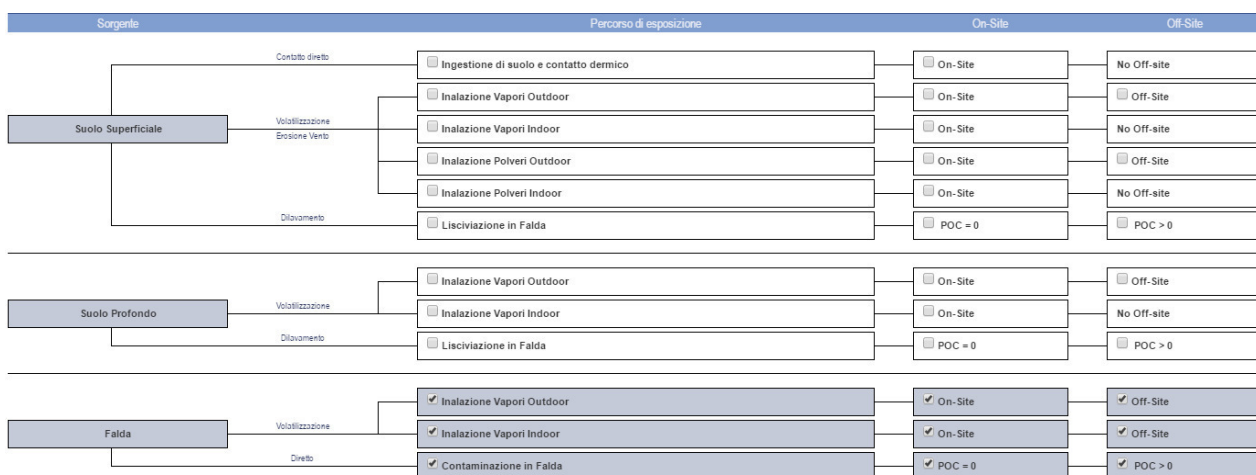 Sorgente Percorso di esposizione On-Site Off-Site
Contatto diretto
Ingestione di suolo e contatto dermico On-Site No Off-site
Inalazione Vapori Outdoor On-Site Off-Site
Volatilizzazione
Suolo Superficiale Inalazione Vapori Indoor On-Site No Off-site
Erosione Vento
Inalazione Polveri Outdoor On-Site Off-Site
Inalazione Polveri Indoor On-Site No Off-site
Dilavamento
Lisciviazione in Falda POC = 0 POC > 0
Inalazione Vapori Outdoor On-Site Off-Site
Volatilizzazione
Suolo Profondo Inalazione Vapori Indoor On-Site No Off-site
Dilavamento
Lisciviazione in Falda POC = 0 POC > 0
Inalazione Vapori Outdoor On-Site Off-Site
Volatilizzazione
Falda Inalazione Vapori Indoor On-Site Off-Site
Diretto
Contaminazione in Falda POC = 0 POC > 0